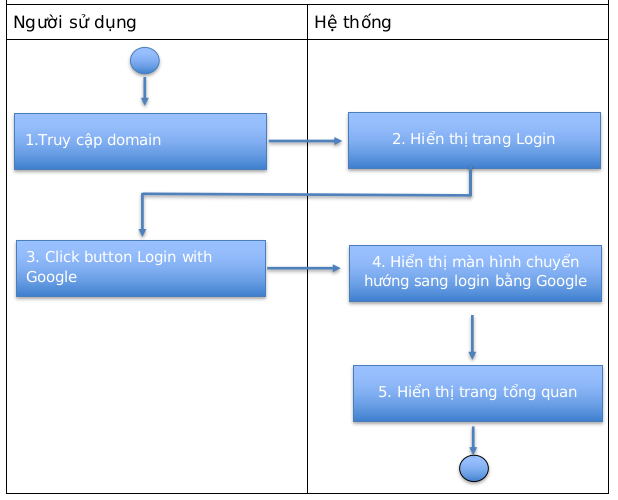 Người sử dụng
Hệ thống
1.Truy cập domain
2. Hiển thị trang Login
3. Click button Login with
Google
4. Hiển thị màn hình chuyển
hướng sang login bằng Google
5. Hiển thị trang tổng quan